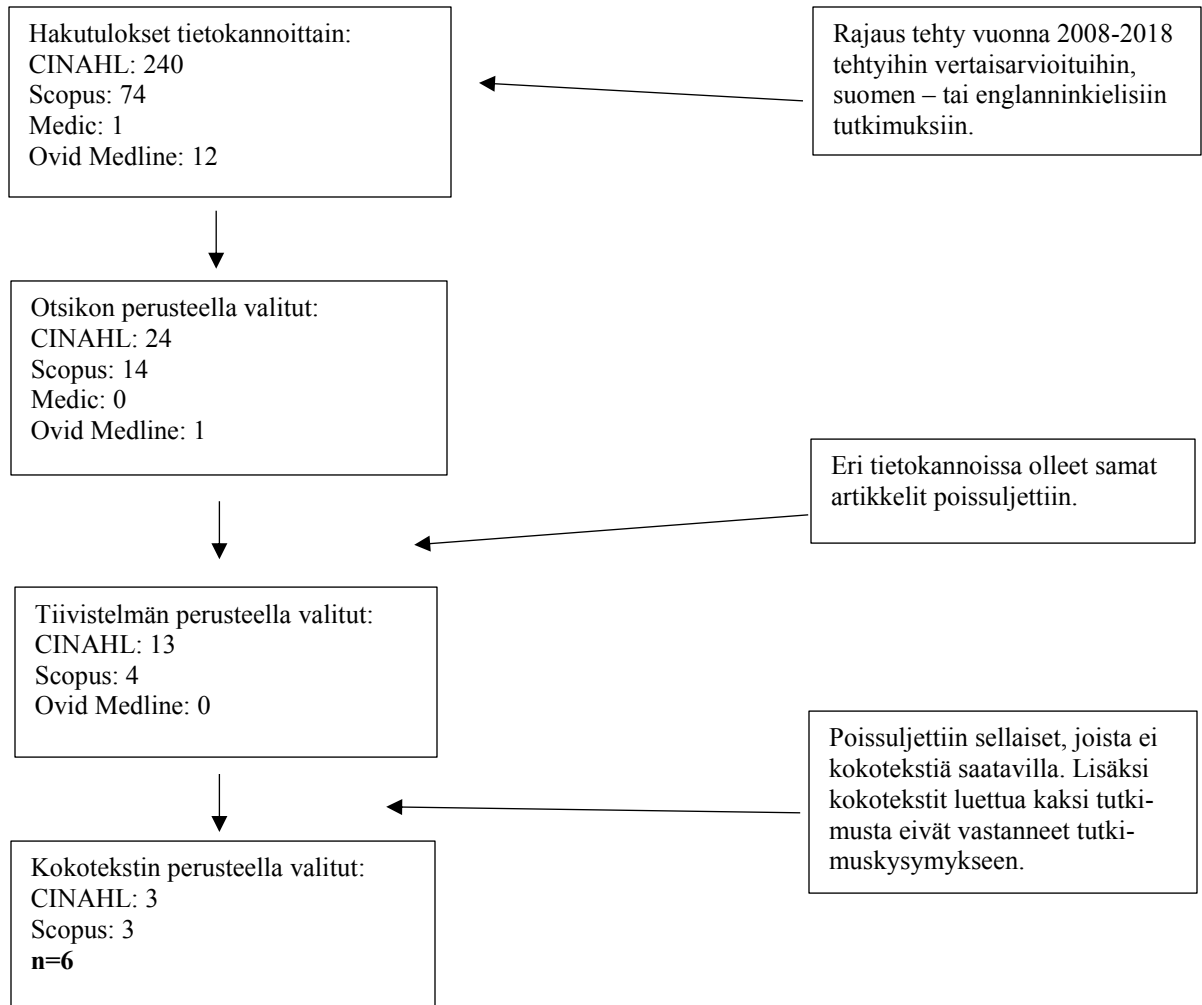 Hakutulokset tietokannoittain:
CINAHL: 240
Scopus: 74
Medic: 1
Ovid Medline: 12
Rajaus tehty vuonna 2008-2018
tehtyihin vertaisarvioituihin,
suomen – tai englanninkielisiin
tutkimuksiin.
Otsikon perusteella valitut:
CINAHL: 24
Scopus: 14
Medic: 0
Ovid Medline: 1
Eri tietokannoissa olleet samat
artikkelit poissuljettiin.
Tiivistelmän perusteella valitut:
CINAHL: 13
Scopus: 4
Ovid Medline: 0
Poissuljettiin sellaiset, joista ei
kokotekstiä saatavilla. Lisäksi
kokotekstit luettua kaksi tutki-
musta eivät vastanneet tutki-
muskysymykseen.
Kokotekstin perusteella valitut:
CINAHL: 3
Scopus: 3
n=6